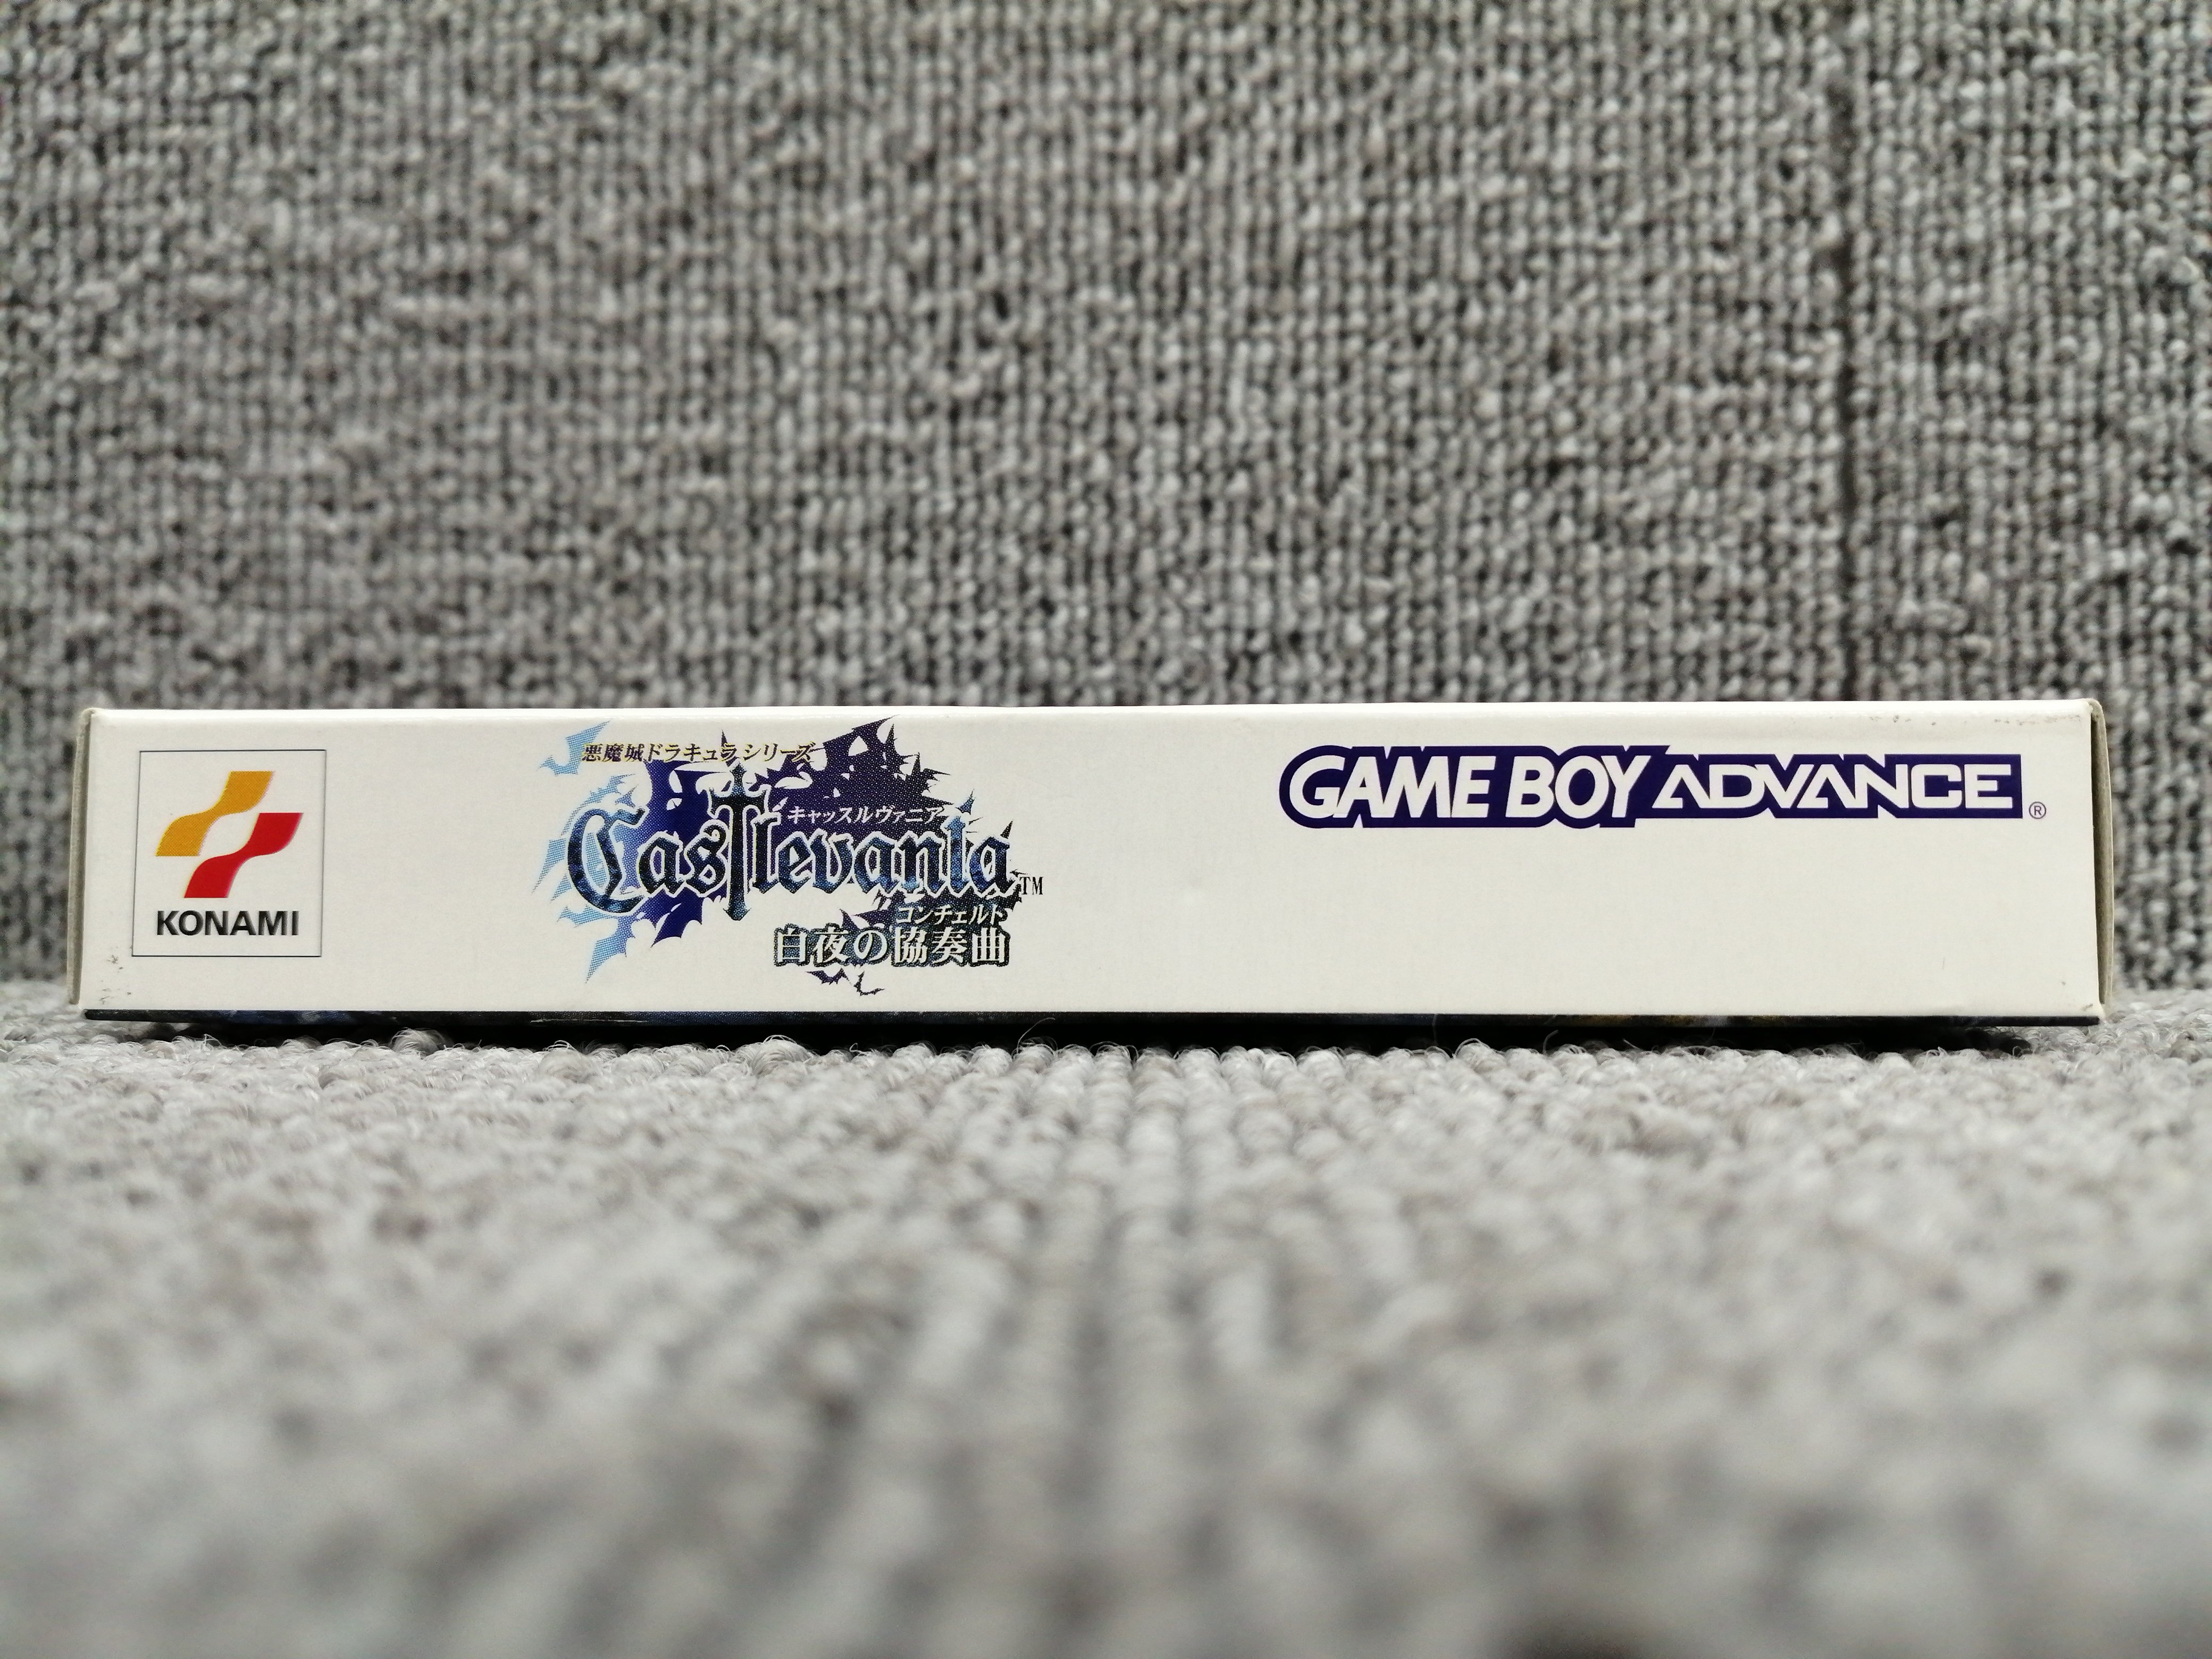 KONAMI
悪魔城ドラキュラシリーズ
キャッスルヴァニア
Castlevania™
コンチェルト
白夜の協奏曲
GAME BOY ADVANCE®